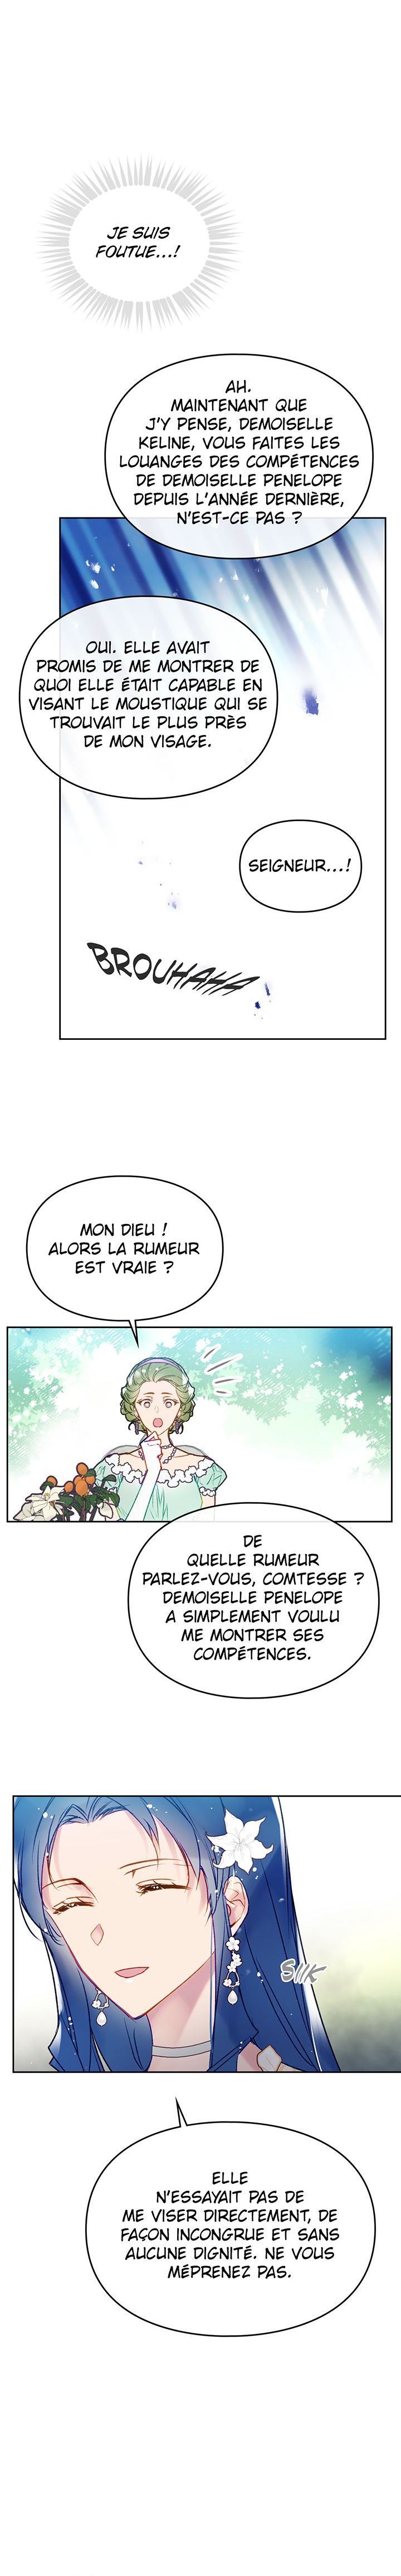 JE SUIS
FOUTUE...!
AH.
MAINTENANT QUE
J'Y PENSE, DEMOISELLE
KELINE, VOUS FAITES LES
LOUANGES DES COMPÉTENCES
DE DEMOISELLE PENELOPE
DEPUIS L'ANNÉE DERNIÈRE,
N'EST-CE PAS ?
OUI. ELLE AVAIT
PROMIS DE ME MONTRER DE
QUOI ELLE ÉTAIT CAPABLE EN
VISANT LE MOUSTIQUE QUI SE
TROUVAIT LE PLUS PRÈS
DE MON VISAGE.
SEIGNEUR...!
BROUHAHA
MON DIEU !
ALORS LA RUMEUR
EST VRAIE ?
DE
QUELLE RUMEUR
PARLEZ-VOUS, COMTESSE ?
DEMOISELLE PENELOPE
A SIMPLEMENT VOULU
ME MONTRER SES
COMPÉTENCES.
SIIK
ELLE
N'ESSAYAIT PAS DE
ME VISER DIRECTEMENT, DE
FAÇON INCONGRUE ET SANS
AUCUNE DIGNITÉ. NE VOUS
MÉPRENEZ PAS.